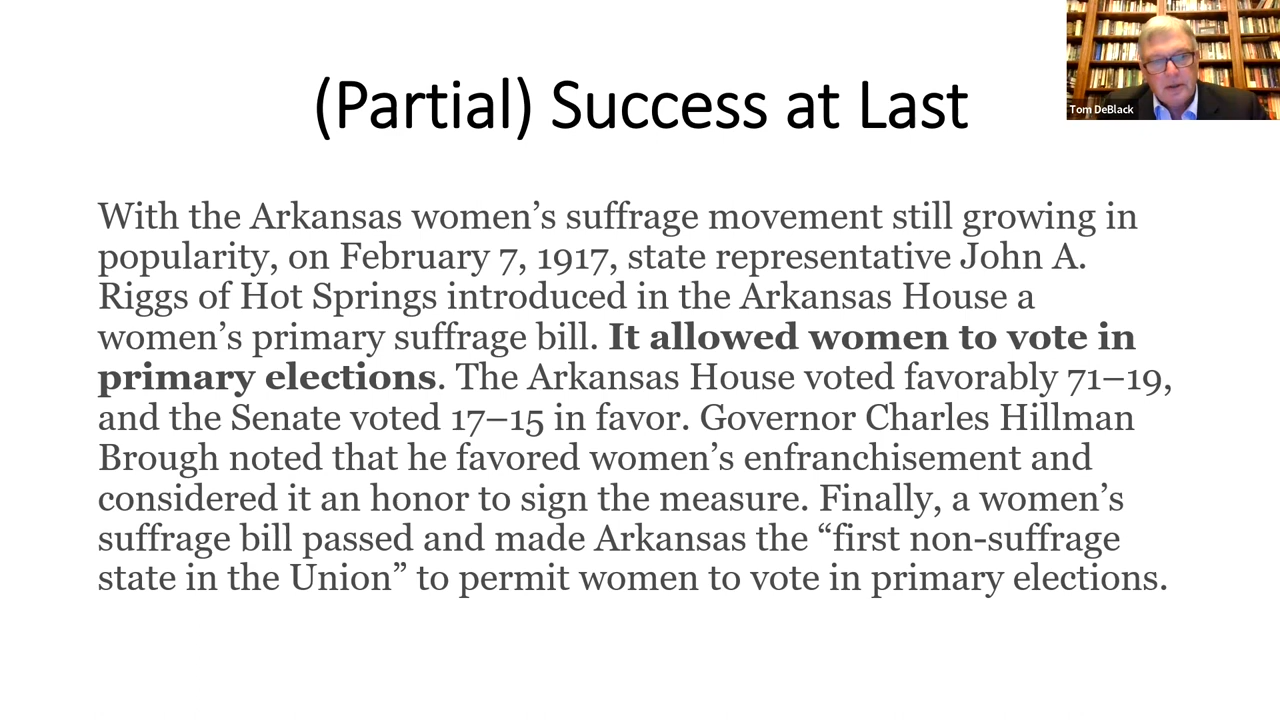 (Partial) Success at Last
Tom DeBlack
With the Arkansas women’s suffrage movement still growing in
popularity, on February 7, 1917, state representative John A.
Riggs of Hot Springs introduced in the Arkansas House a
women’s primary suffrage bill. It allowed women to vote in
primary elections. The Arkansas House voted favorably 71–19,
and the Senate voted 17–15 in favor. Governor Charles Hillman
Brough noted that he favored women’s enfranchisement and
considered it an honor to sign the measure. Finally, a women’s
suffrage bill passed and made Arkansas the “first non-suffrage
state in the Union” to permit women to vote in primary elections.